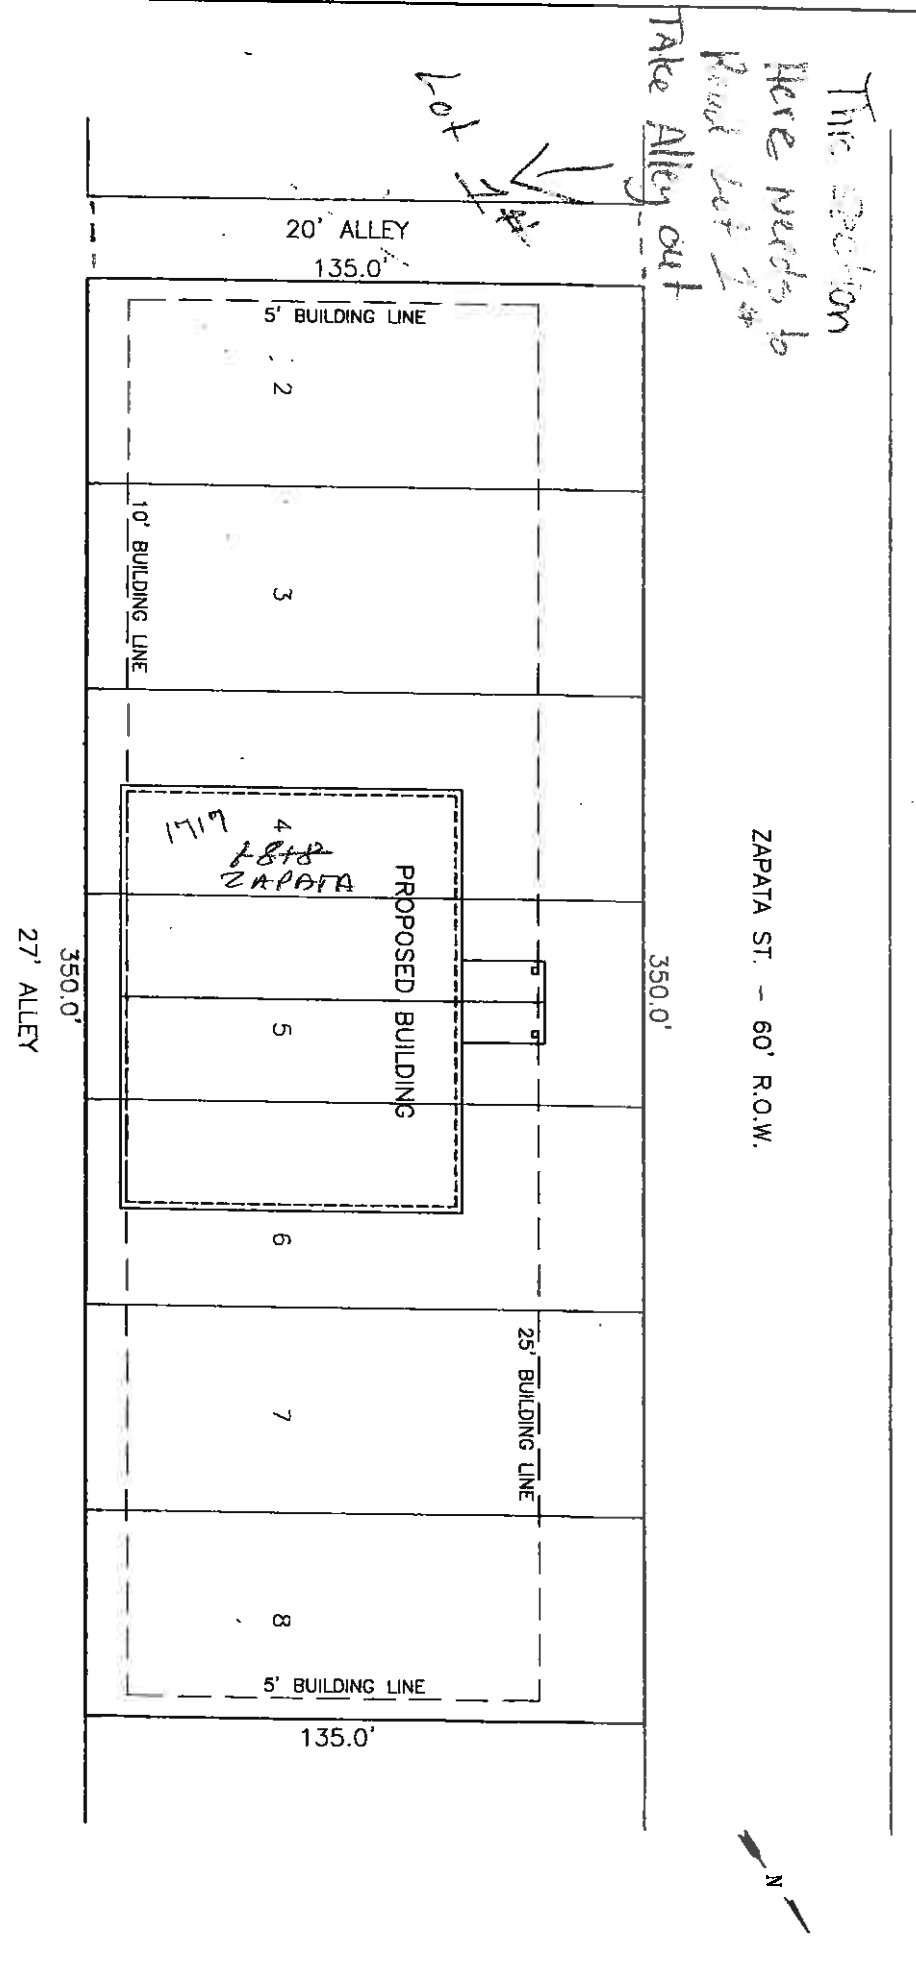 This section
Here needs to
Read Lot 1
Take Alley out
Lot 1
20' ALLEY
135.0'
5' BUILDING LINE
2
10' BUILDING LINE
3
ZAPATA ST. - 60' R.O.W.
350.0'
1717
4
1818
ZAPATA
PROPOSED BUILDING
5
350.0'
27' ALLEY
6
25' BUILDING LINE
7
8
5' BUILDING LINE
135.0'
N